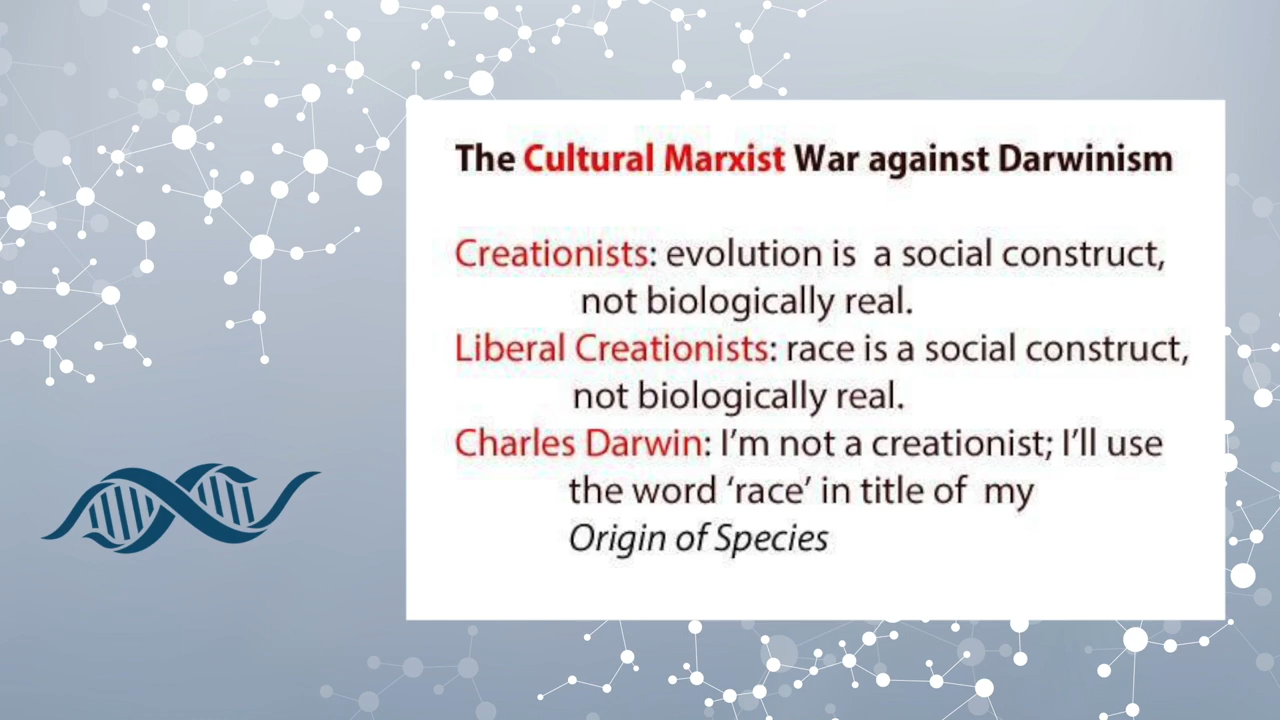 The Cultural Marxist War against Darwinism
Creationists: evolution is a social construct,
not biologically real.
Liberal Creationists: race is a social construct,
not biologically real.
Charles Darwin: I'm not a creationist; I'll use
the word 'race' in title of my
Origin of Species